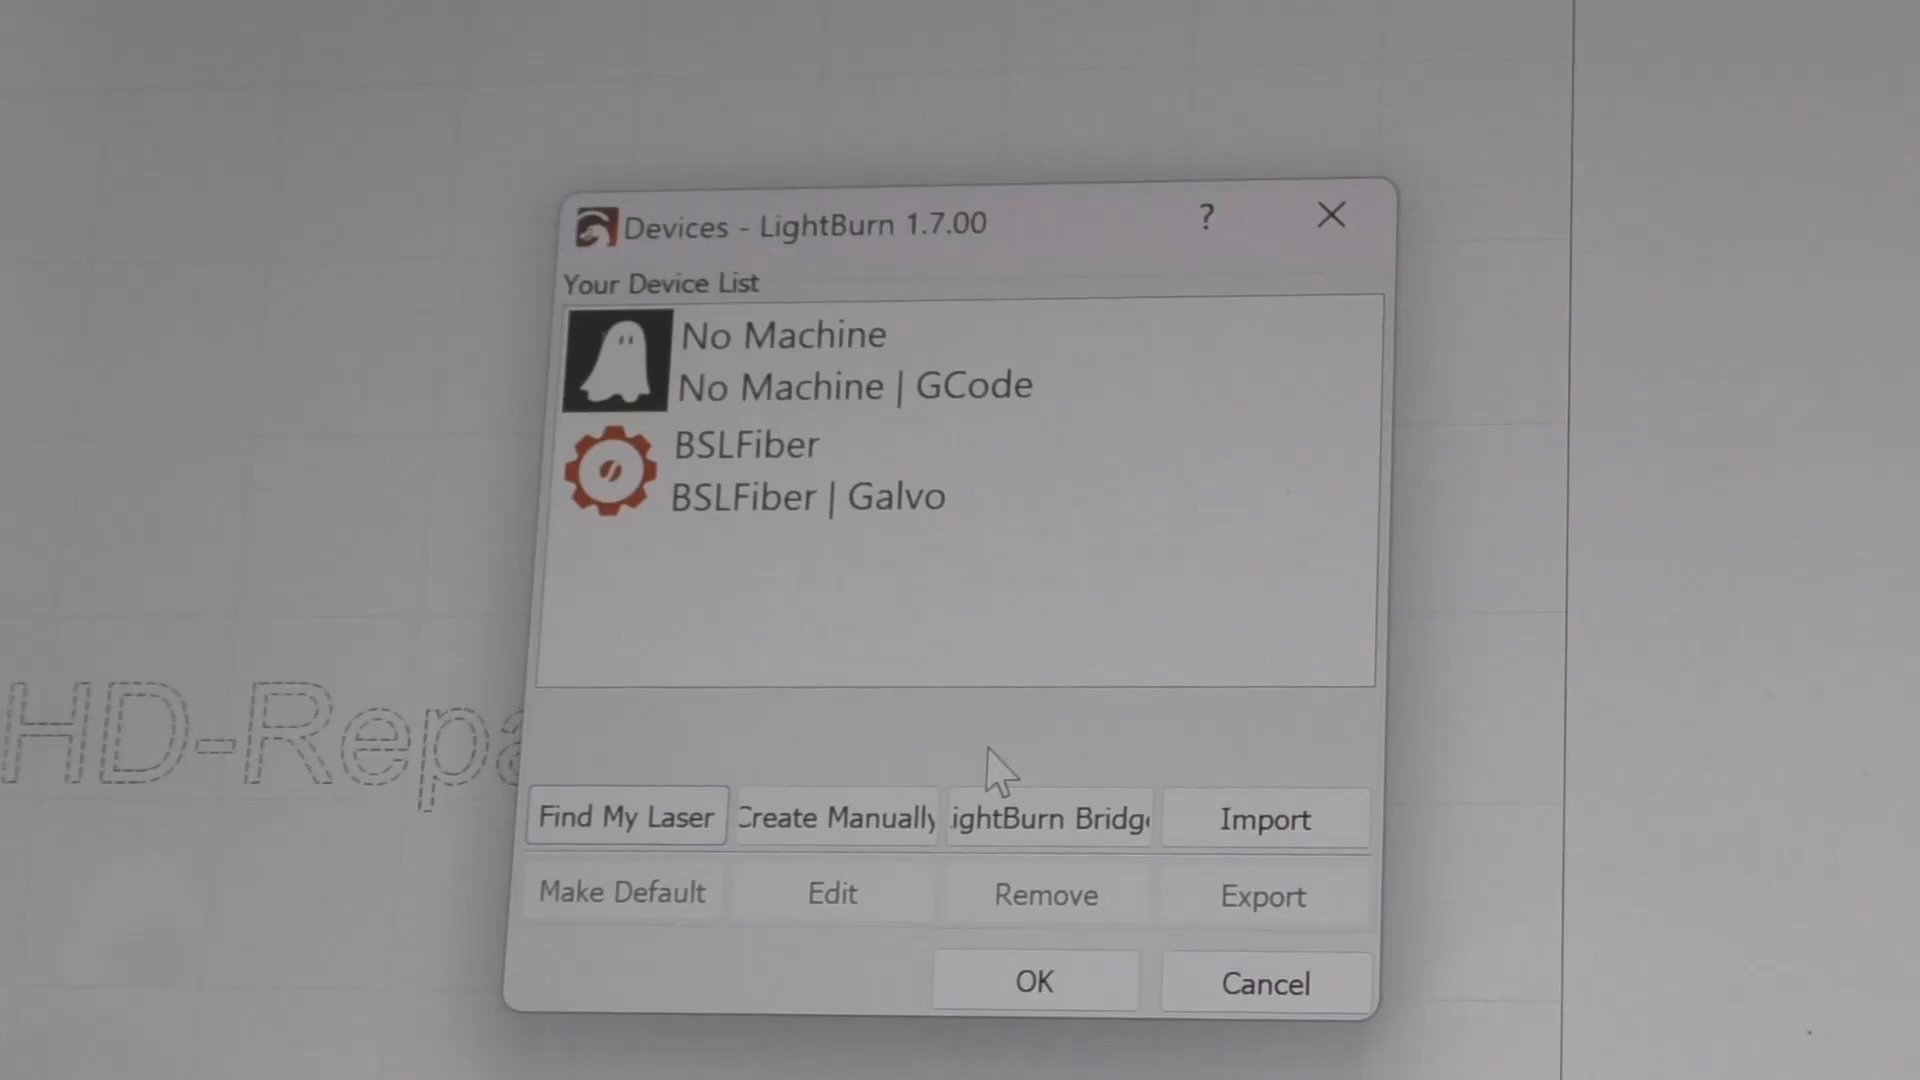 Devices - LightBurn 1.7.00
?
Your Device List
No Machine
No Machine | GCode
BSLFiber
BSLFiber | Galvo
HD-Repa
Find My Laser
Create Manually
ightBurn Bridge
Import
Make Default
Edit
Remove
Export
OK
Cancel